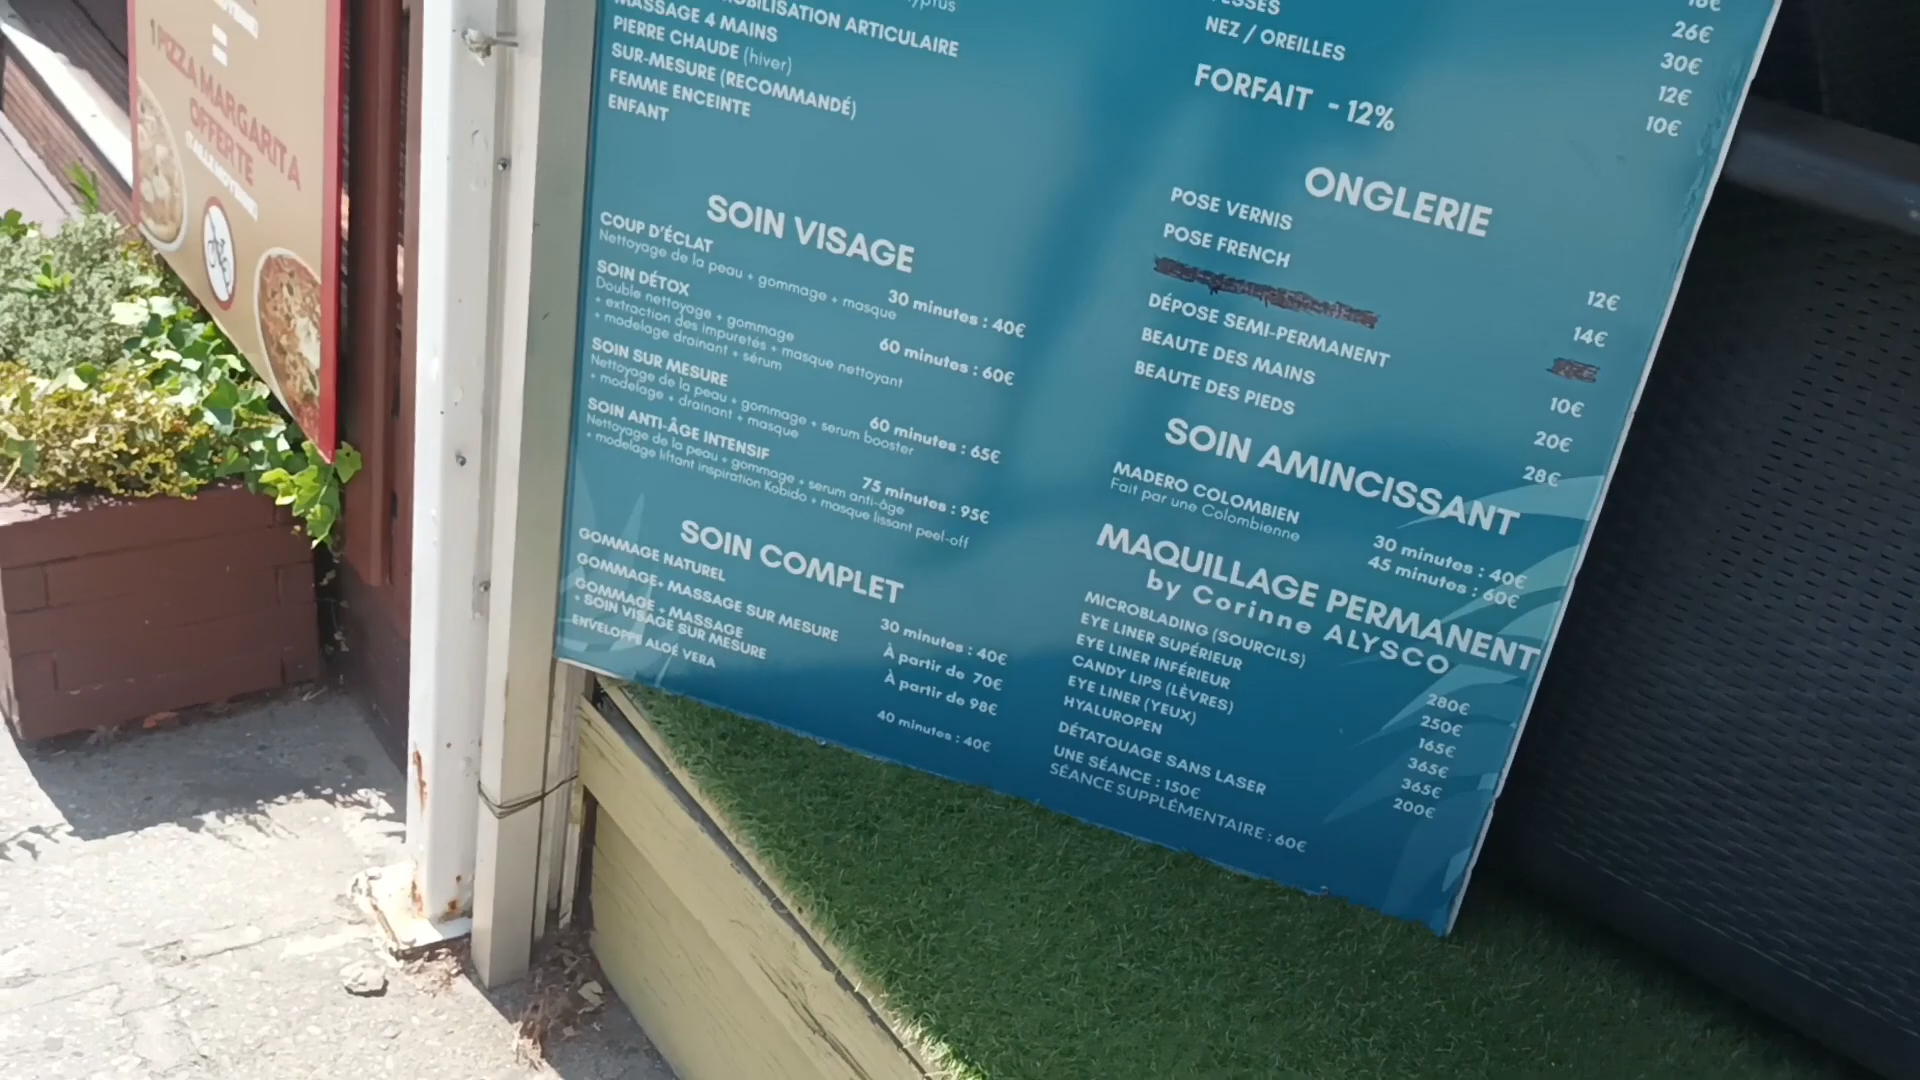 =
1 PIZZA MARGARITA
OFFERTE
MOBILISATION ARTICULAIRE
MASSAGE 4 MAINS
PIERRE CHAUDE (hiver)
SUR-MESURE (RECOMMANDÉ)
FEMME ENCEINTE
ENFANT
SOIN VISAGE
COUP D'ÉCLAT
Nettoyage de la peau + gommage + masque
30 minutes : 40€
SOIN DÉTOX
Double nettoyage + gommage
+ extraction des impuretés + masque nettoyant
+ modelage drainant + sérum
60 minutes : 60€
SOIN SUR MESURE
Nettoyage de la peau + gommage + serum booster
+ modelage + drainant + masque
60 minutes : 65€
SOIN ANTI-ÂGE INTENSIF
Nettoyage de la peau + gommage + serum anti-âge
+ modelage liftant inspiration Kobido + masque lissant peel-off
75 minutes : 95€
SOIN COMPLET
GOMMAGE NATUREL
30 minutes : 40€
GOMMAGE+ MASSAGE SUR MESURE
À partir de 70€
GOMMAGE + MASSAGE
+ SOIN VISAGE SUR MESURE
À partir de 98€
ENVELOPPE ALOÉ VERA
40 minutes : 40€
NEZ / OREILLES
26€
30€
12€
10€
FORFAIT - 12%
ONGLERIE
POSE VERNIS
12€
POSE FRENCH
14€
DÉPOSE SEMI-PERMANENT
10€
BEAUTE DES MAINS
20€
BEAUTE DES PIEDS
28€
SOIN AMINCISSANT
MADERO COLOMBIEN
Fait par une Colombienne
30 minutes : 40€
45 minutes : 60€
MAQUILLAGE PERMANENT
by Corinne ALYSCO
MICROBLADING (SOURCILS)
280€
EYE LINER SUPÉRIEUR
250€
EYE LINER INFÉRIEUR
165€
CANDY LIPS (LÈVRES)
365€
EYE LINER (YEUX)
365€
HYALUROPEN
200€
DÉTATOUAGE SANS LASER
UNE SÉANCE : 150€
SÉANCE SUPPLÉMENTAIRE : 60€